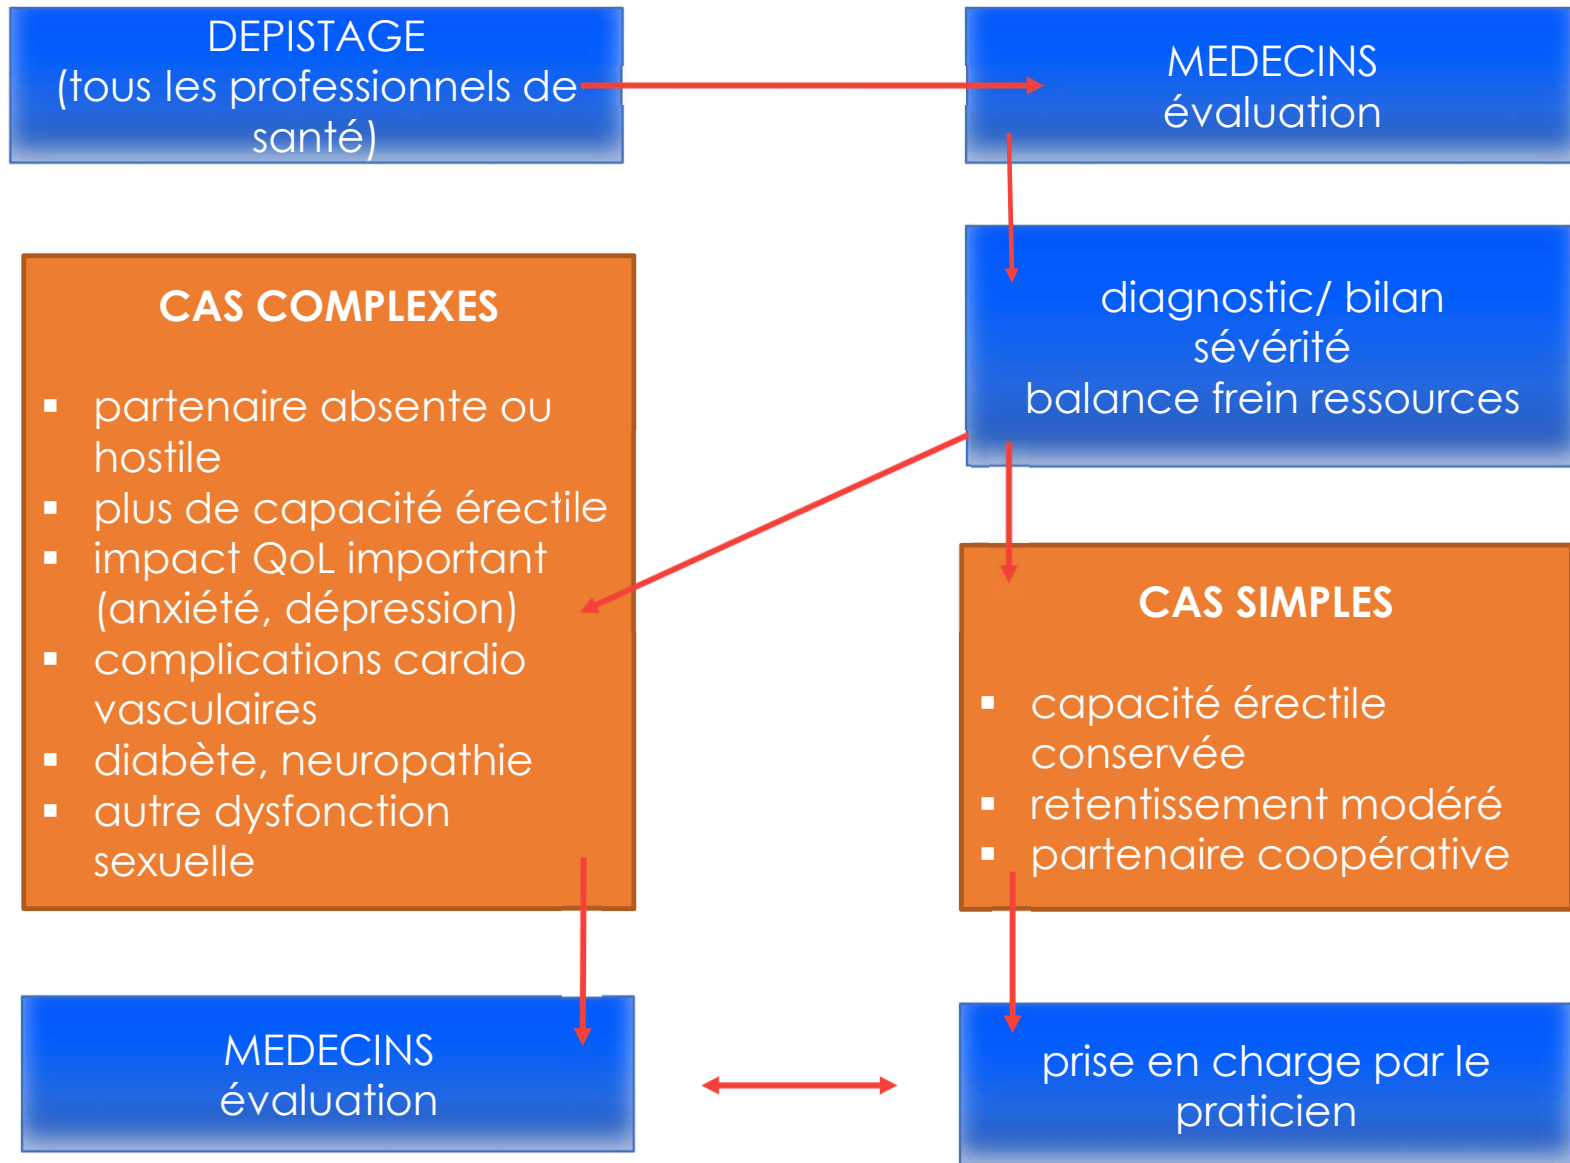 DEPISTAGE
(tous les professionnels de
santé)
MEDECINS
évaluation
diagnostic/ bilan
sévérité
balance frein ressources
CAS COMPLEXES
▪ partenaire absente ou
hostile
▪ plus de capacité érectile
▪ impact QoL important
(anxiété, dépression)
▪ complications cardio
vasculaires
▪ diabète, neuropathie
▪ autre dysfonction
sexuelle
CAS SIMPLES
▪ capacité érectile
conservée
▪ retentissement modéré
▪ partenaire coopérative
MEDECINS
évaluation
prise en charge par le
praticien